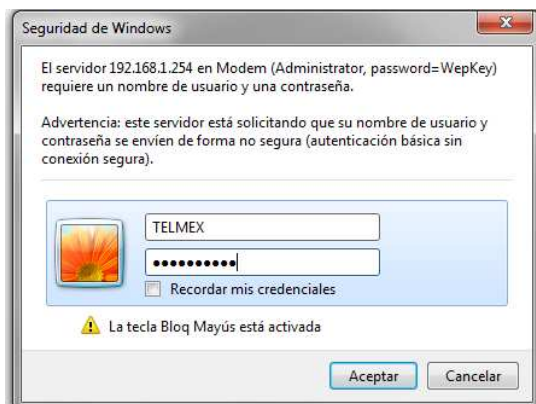 Seguridad de Windows
El servidor 192.168.1.254 en Modem (Administrator, password=WepKey)
requiere un nombre de usuario y una contraseña.
Advertencia: este servidor está solicitando que su nombre de usuario y
contraseña se envíen de forma no segura (autenticación básica sin
conexión segura).
TELMEX
●●●●●●●●●●
Recordar mis credenciales
La tecla Bloq Mayús está activada
Aceptar
Cancelar